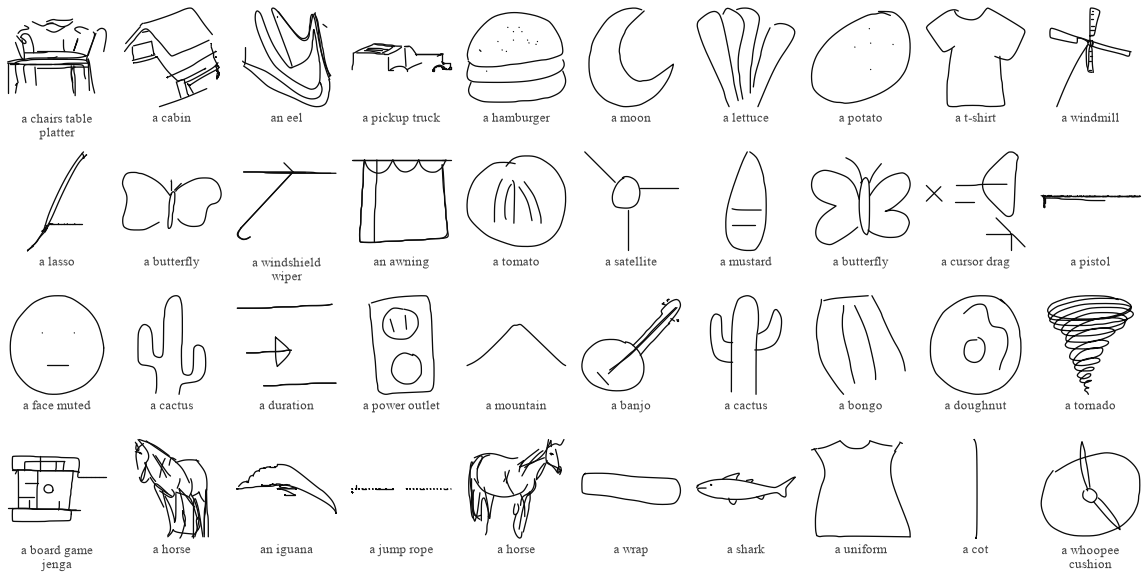 a chairs table platter
a cabin
an eel
a pickup truck
a hamburger
a moon
a lettuce
a potato
a t-shirt
a windmill
a lasso
a butterfly
a windshield wiper
an awning
a tomato
a satellite
a mustard
a butterfly
a cursor drag
a pistol
a face muted
a cactus
a duration
a power outlet
a mountain
a banjo
a cactus
a bongo
a doughnut
a tornado
a board game jenga
a horse
an iguana
a jump rope
a horse
a wrap
a shark
a uniform
a cot
a whoopee cushion